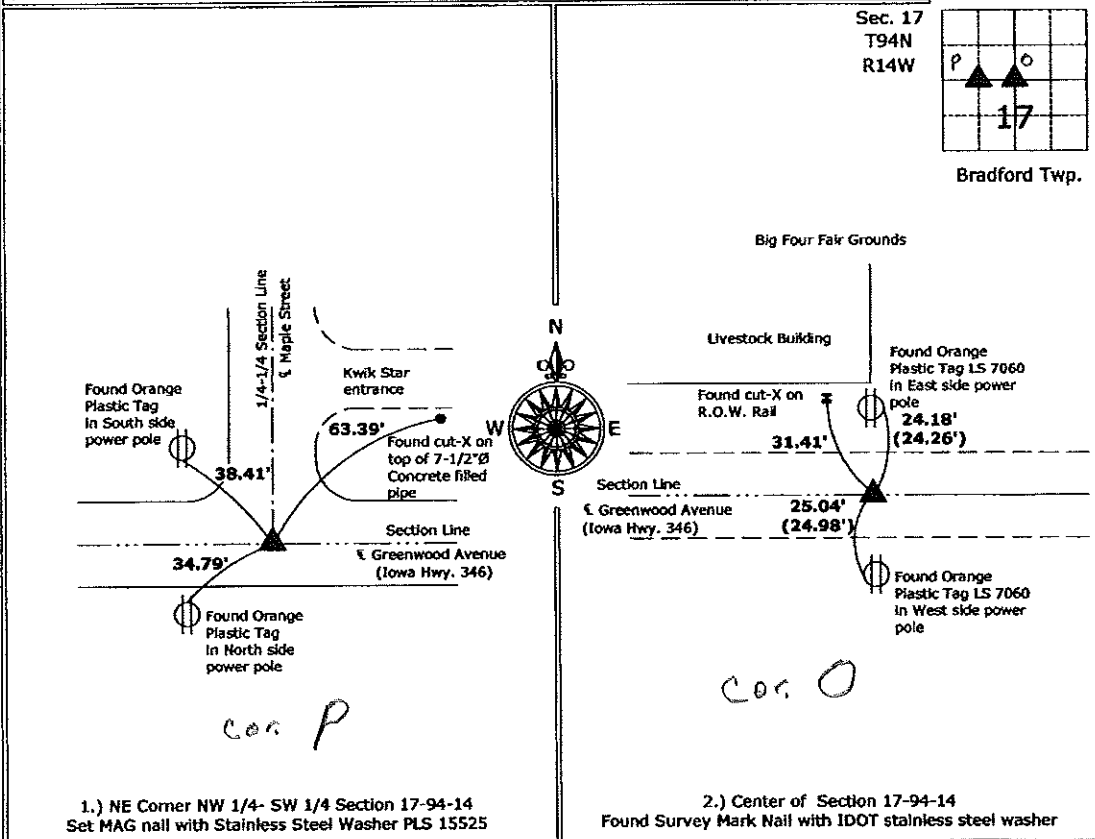 Sec. 17
T94N
R14W
P
O
17
Bradford Twp.
1/4-1/4 Section Line
℄ Maple Street
Kwik Star
entrance
Found Orange
Plastic Tag
In South side
power pole
38.41'
63.39'
Found cut-X on
top of 7-1/2"Ø
Concrete filled
pipe
Section Line
℄ Greenwood Avenue
(Iowa Hwy. 346)
34.79'
Found Orange
Plastic Tag
In North side
power pole
Cor. P
1.) NE Corner NW 1/4- SW 1/4 Section 17-94-14
Set MAG nail with Stainless Steel Washer PLS 15525
N
W
E
S
Big Four Fair Grounds
Livestock Building
Found cut-X on
R.O.W. Rail
Found Orange
Plastic Tag LS 7060
In East side power
pole
24.18'
(24.26')
31.41'
Section Line
℄ Greenwood Avenue
(Iowa Hwy. 346)
25.04'
(24.98')
Found Orange
Plastic Tag LS 7060
In West side power
pole
Cor. O
2.) Center of Section 17-94-14
Found Survey Mark Nail with IDOT stainless steel washer